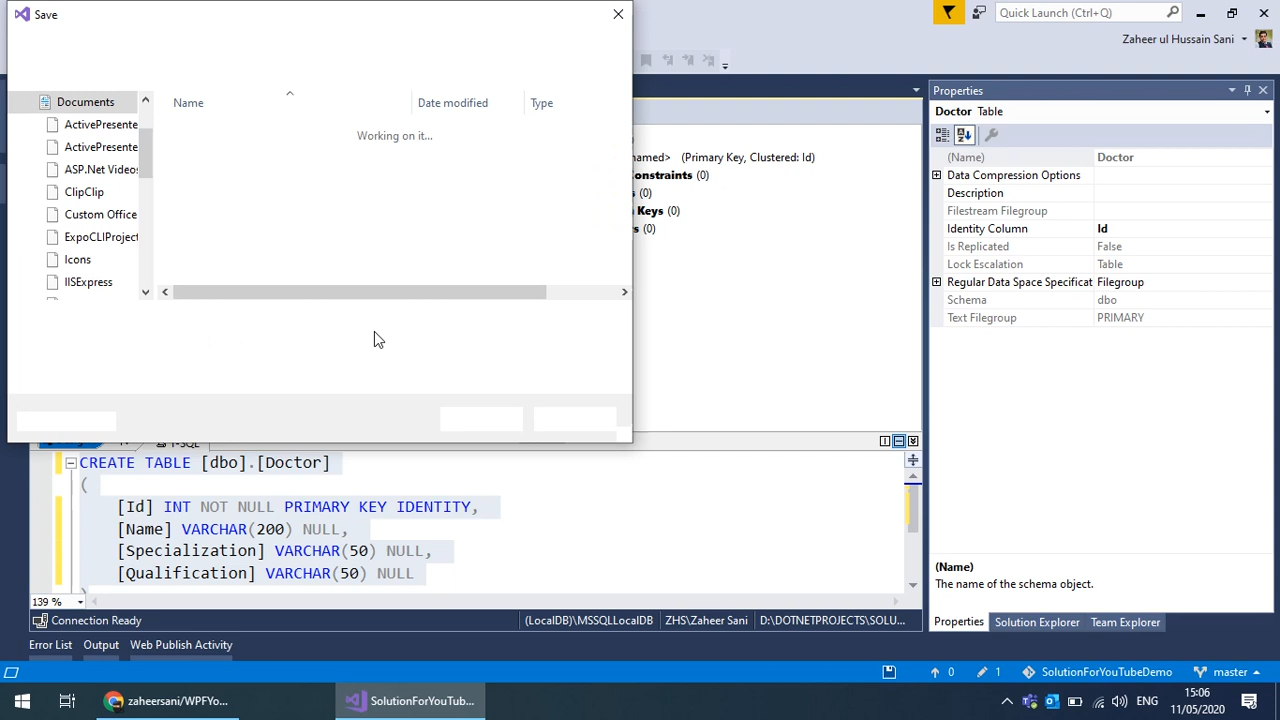 Save
Quick Launch (Ctrl+Q)
Zaheer ul Hussain Sani
Documents
ActivePresente
ActivePresente
ASP.Net Videos
ClipClip
Custom Office
ExpoCLIProject
Icons
IISExpress
Name
Date modified
Type
Working on it...
named> (Primary Key, Clustered: Id)
Constraints (0)
s (0)
n Keys (0)
rs (0)
Properties
Doctor Table
(Name) Doctor
Data Compression Options
Description
Filestream Filegroup
Identity Column Id
Is Replicated False
Lock Escalation Table
Regular Data Space Specificat Filegroup
Schema dbo
Text Filegroup PRIMARY
(Name)
The name of the schema object.
Properties Solution Explorer Team Explorer
T-SQL
CREATE TABLE [dbo].[Doctor]
(
[Id] INT NOT NULL PRIMARY KEY IDENTITY,
[Name] VARCHAR(200) NULL,
[Specialization] VARCHAR(50) NULL,
[Qualification] VARCHAR(50) NULL
)
139 %
Connection Ready
(LocalDB)\MSSQLLocalDB
ZHS\Zaheer Sani
D:\DOTNETPROJECTS\SOLU...
Error List Output Web Publish Activity
0 1 SolutionForYouTubeDemo master
zaheersani/WPFYo...
SolutionForYouTub...
ENG
15:06
11/05/2020